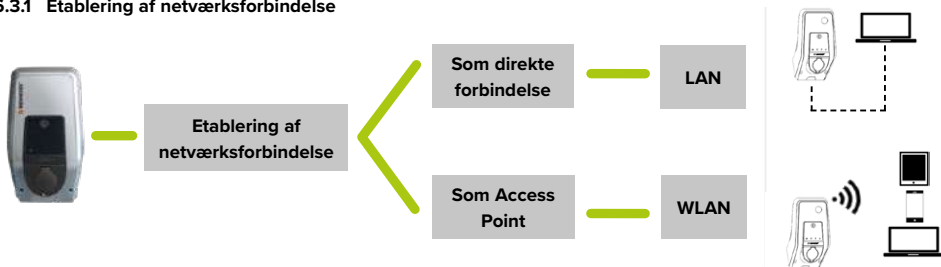 5.3.1 Etablering af netværksforbindelse
Som direkte
forbindelse
LAN
Etablering af
netværksforbindelse
Som Access
Point
WLAN